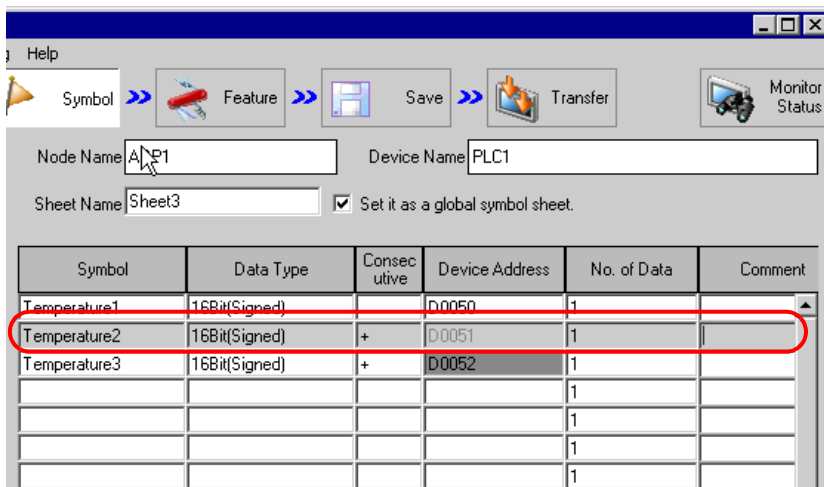 g Help
Symbol Feature Save Transfer Monitor Status
Node Name Device Name PLC1
Sheet Name Sheet3 Set it as a global symbol sheet.
Symbol Data Type Consecutive Device Address No. of Data Comment
Temperature1 16Bit(Signed) D0050 1
Temperature2 16Bit(Signed) + D0051 1
Temperature3 16Bit(Signed) + D0052 1
1
1
1
1